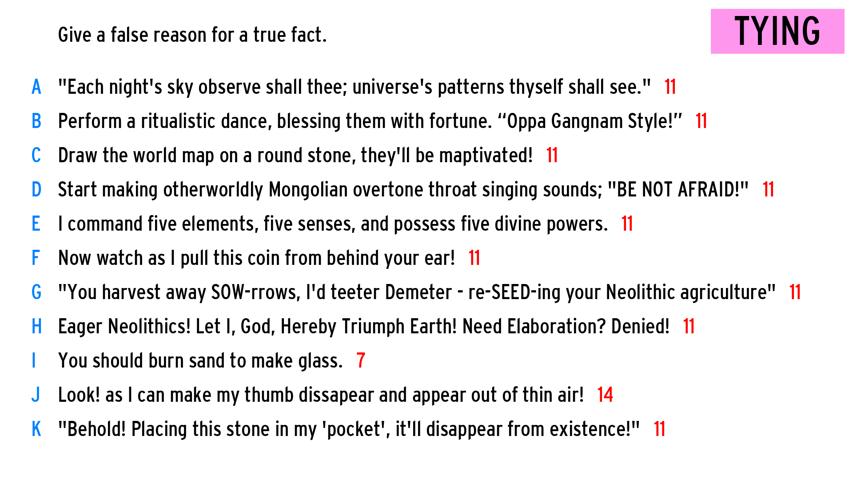 Give a false reason for a true fact.
TYING
A "Each night's sky observe shall thee; universe's patterns thyself shall see." 11
B Perform a ritualistic dance, blessing them with fortune. “Oppa Gangnam Style!” 11
C Draw the world map on a round stone, they'll be maptivated! 11
D Start making otherworldly Mongolian overtone throat singing sounds; "BE NOT AFRAID!" 11
E I command five elements, five senses, and possess five divine powers. 11
F Now watch as I pull this coin from behind your ear! 11
G "You harvest away SOW-rrows, I'd teeter Demeter - re-SEED-ing your Neolithic agriculture" 11
H Eager Neolithics! Let I, God, Hereby Triumph Earth! Need Elaboration? Denied! 11
I You should burn sand to make glass. 7
J Look! as I can make my thumb dissapear and appear out of thin air! 14
K "Behold! Placing this stone in my 'pocket', it'll disappear from existence!" 11